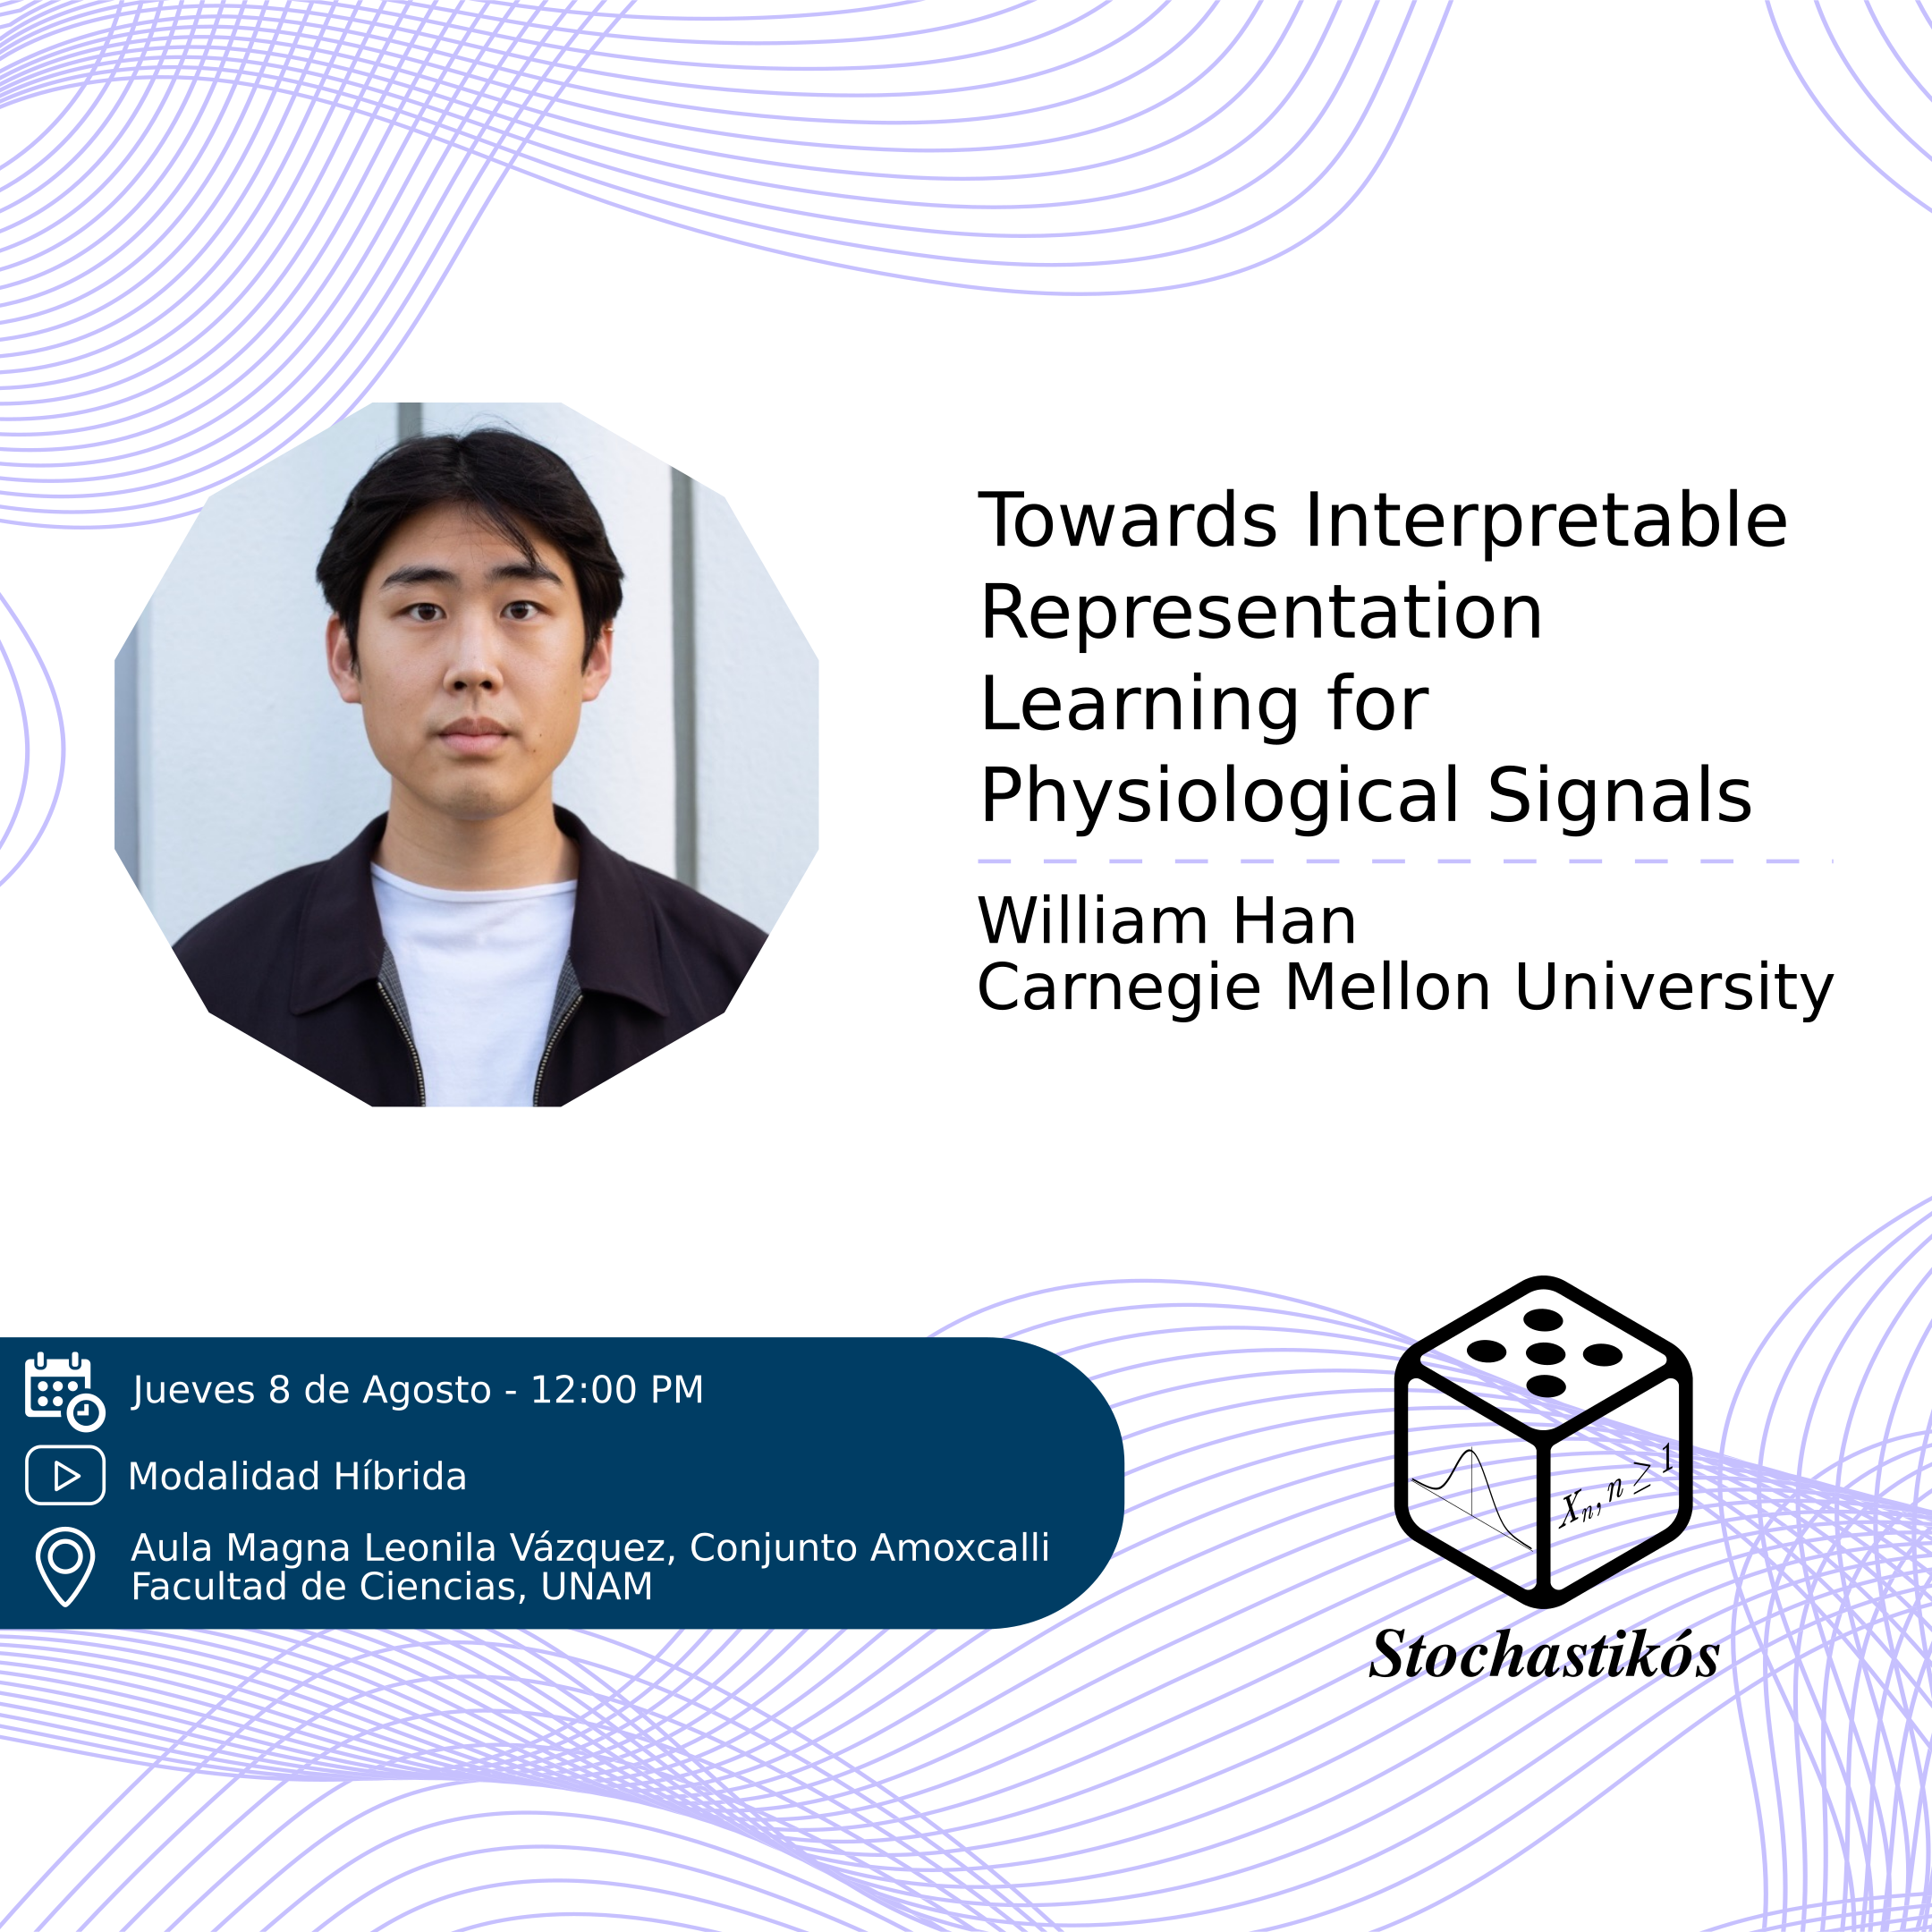 Towards Interpretable
Representation
Learning for
Physiological Signals
William Han
Carnegie Mellon University
Jueves 8 de Agosto - 12:00 PM
Modalidad Híbrida
Aula Magna Leonila Vázquez, Conjunto Amoxcalli
Facultad de Ciencias, UNAM
Xn, n ≥ 1
Stochastikós